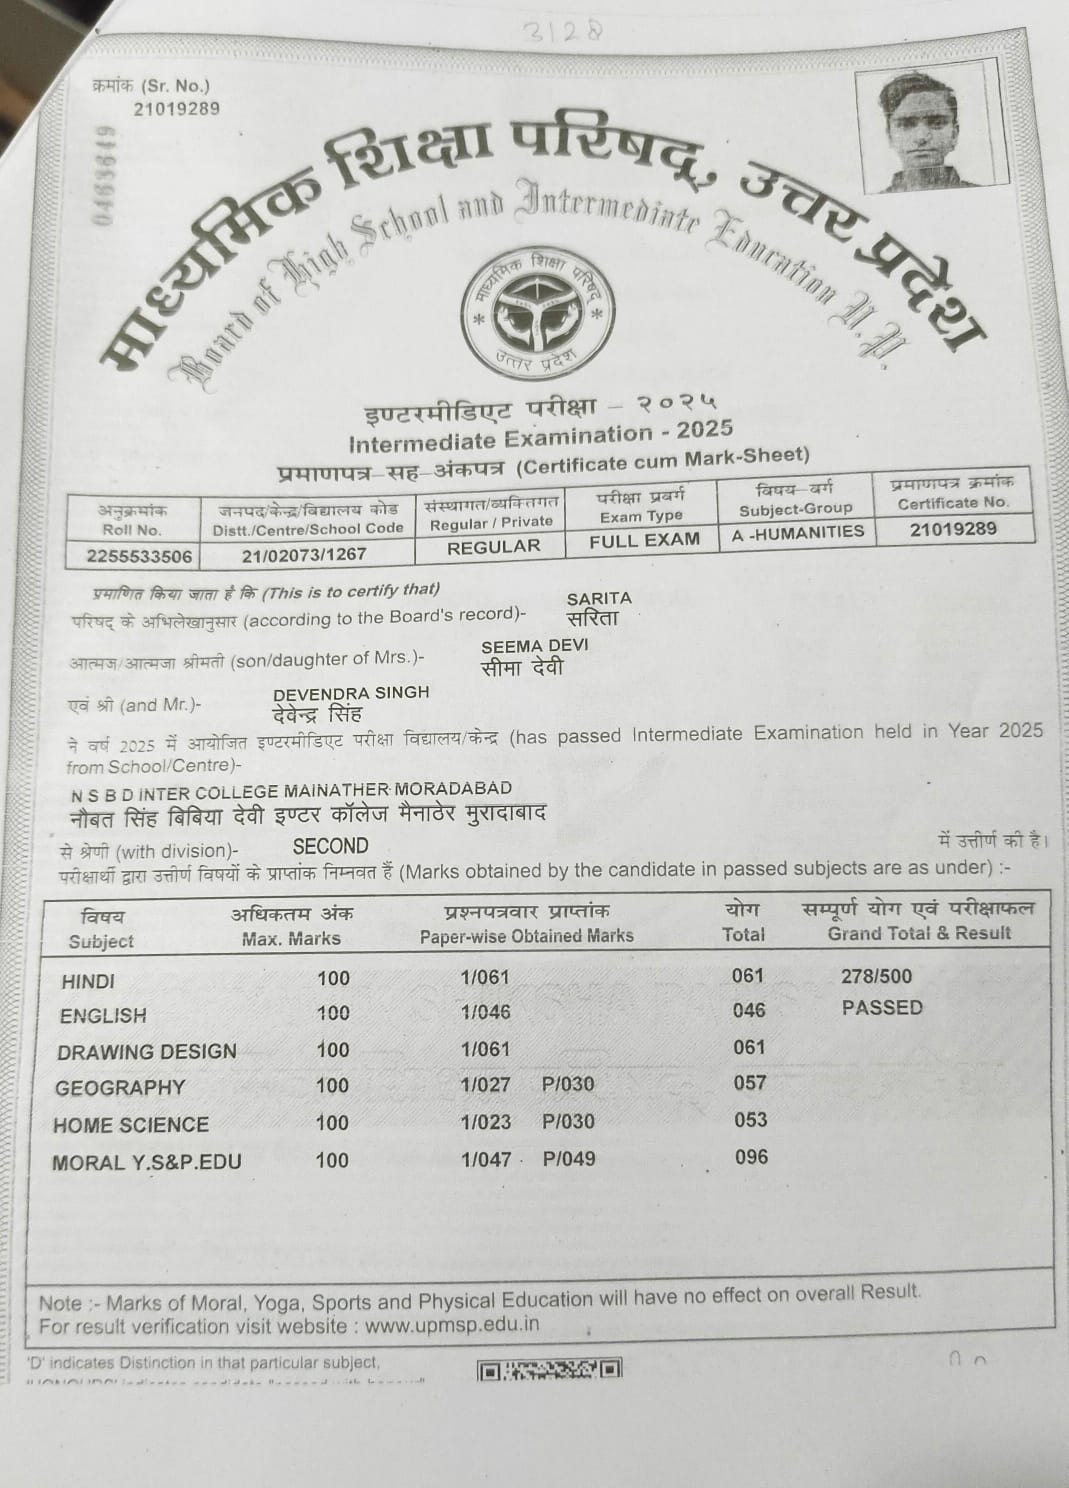 3128
क्रमांक (Sr. No.)
21019289
0463649
माध्यमिक शिक्षा परिषद्, उत्तर प्रदेश
Board of High School and Intermediate Education U.P.
माध्यमिक शिक्षा परिषद्
उत्तर प्रदेश
इण्टरमीडिएट परीक्षा – २०२५
Intermediate Examination - 2025
प्रमाणपत्र–सह–अंकपत्र (Certificate cum Mark-Sheet)
अनुक्रमांक जनपद/केन्द्र/विद्यालय कोड संस्थागत/व्यक्तिगत परीक्षा प्रवर्ग विषय–वर्ग प्रमाणपत्र क्रमांक
Roll No. Distt./Centre/School Code Regular / Private Exam Type Subject-Group Certificate No.
2255533506 21/02073/1267 REGULAR FULL EXAM A -HUMANITIES 21019289
प्रमाणित किया जाता है कि (This is to certify that)
SARITA
परिषद् के अभिलेखानुसार (according to the Board's record)- सरिता
SEEMA DEVI
आत्मज/आत्मजा श्रीमती (son/daughter of Mrs.)- सीमा देवी
DEVENDRA SINGH
एवं श्री (and Mr.)- देवेन्द्र सिंह
ने वर्ष 2025 में आयोजित इण्टरमीडिएट परीक्षा विद्यालय/केन्द्र (has passed Intermediate Examination held in Year 2025
from School/Centre)-
N S B D INTER COLLEGE MAINATHER MORADABAD
नौबत सिंह बिबिया देवी इण्टर कॉलेज मैनाठेर मुरादाबाद
से श्रेणी (with division)- SECOND में उत्तीर्ण की है।
परीक्षार्थी द्वारा उत्तीर्ण विषयों के प्राप्तांक निम्नवत हैं (Marks obtained by the candidate in passed subjects are as under) :-
विषय अधिकतम अंक प्रश्नपत्रवार प्राप्तांक योग सम्पूर्ण योग एवं परीक्षाफल
Subject Max. Marks Paper-wise Obtained Marks Total Grand Total & Result
HINDI 100 1/061 061 278/500
ENGLISH 100 1/046 046 PASSED
DRAWING DESIGN 100 1/061 061
GEOGRAPHY 100 1/027 P/030 057
HOME SCIENCE 100 1/023 P/030 053
MORAL Y.S&P.EDU 100 1/047 P/049 096
Note :- Marks of Moral, Yoga, Sports and Physical Education will have no effect on overall Result.
For result verification visit website : www.upmsp.edu.in
'D' indicates Distinction in that particular subject,